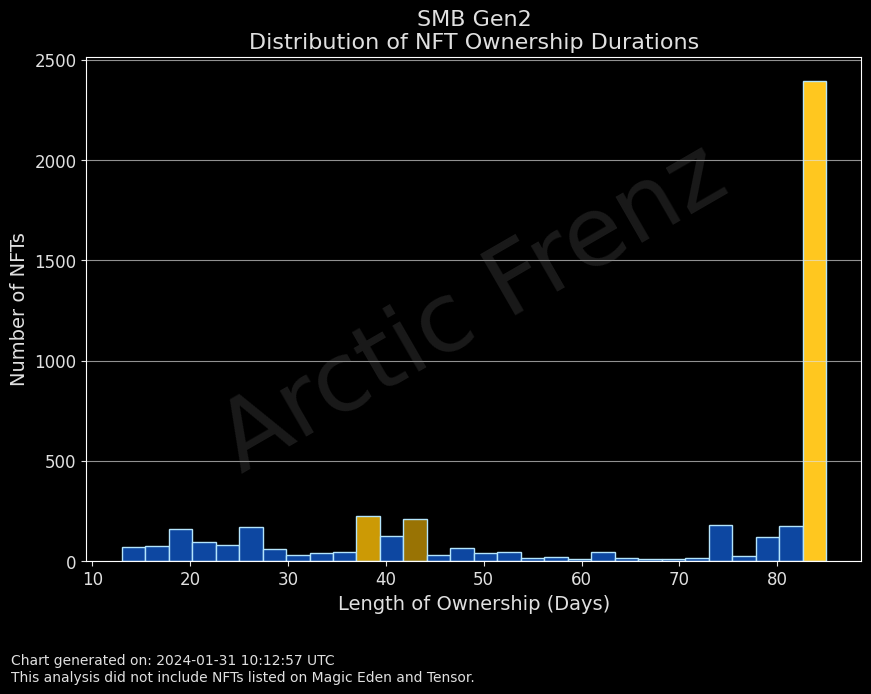 SMB Gen2
Distribution of NFT Ownership Durations
2500
2000
1500
1000
500
0
Number of NFTs
Arctic Frenz
10 20 30 40 50 60 70 80
Length of Ownership (Days)
Chart generated on: 2024-01-31 10:12:57 UTC
This analysis did not include NFTs listed on Magic Eden and Tensor.